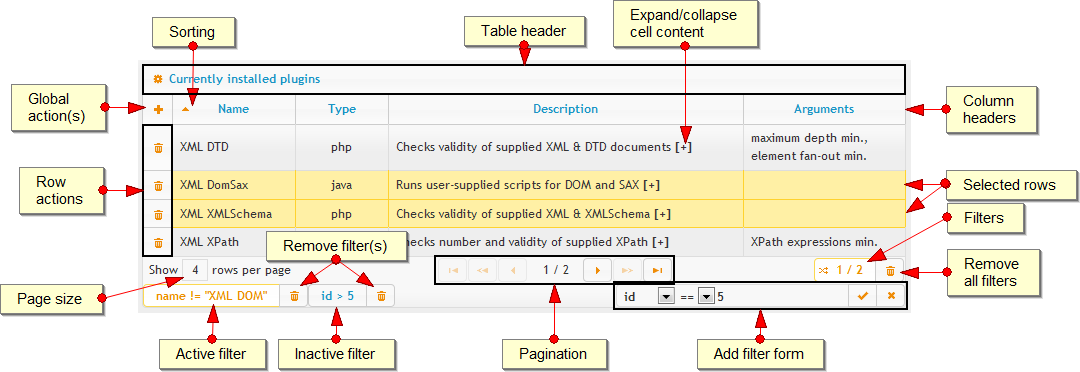 Expand/collapse
cell content
Sorting
Table header
Currently installed plugins
Global
action(s)
Name Type Description Arguments
Column
headers
XML DTD php Checks validity of supplied XML & DTD documents [+] maximum depth min.,
element fan-out min.
Row
actions
XML DomSax java Runs user-supplied scripts for DOM and SAX [+]
Selected rows
XML XMLSchema php Checks validity of supplied XML & XMLSchema [+]
Filters
Remove filter(s)
XML XPath hecks number and validity of supplied XPath [+] XPath expressions min.
Show 4 rows per page 1 / 2 1 / 2
Remove
all filters
Page size
name != "XML DOM" id > 5 id == 5
Active filter Inactive filter Pagination Add filter form